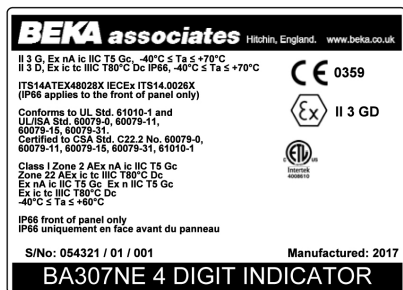 BEKA associates Hitchin, England. www.beka.co.uk
II 3 G, Ex nA ic IIC T5 Gc, -40°C ≤ Ta ≤ +70°C
II 3 D, Ex ic tc IIIC T80°C Dc IP66, -40°C ≤ Ta ≤ +70°C
CE 0359
ITS14ATEX48028X IECEx ITS14.0026X
(IP66 applies to the front of panel only)
Ex II 3 GD
Conforms to UL Std. 61010-1 and
UL/ISA Std. 60079-0, 60079-11,
60079-15, 60079-31.
Certified to CSA Std. C22.2 No. 60079-0,
60079-11, 60079-15, 60079-31, 61010-1
ETL
c us
Intertek
4008610
Class I Zone 2 AEx nA ic IIC T5 Gc
Zone 22 AEx ic tc IIIC T80°C Dc
Ex nA ic IIC T5 Gc Ex n IIC T5 Gc
Ex ic tc IIIC T80°C Dc
-40°C ≤ Ta ≤ +60°C
IP66 front of panel only
IP66 uniquement en face avant du panneau
S/No: 054321 / 01 / 001 Manufactured: 2017
BA307NE 4 DIGIT INDICATOR